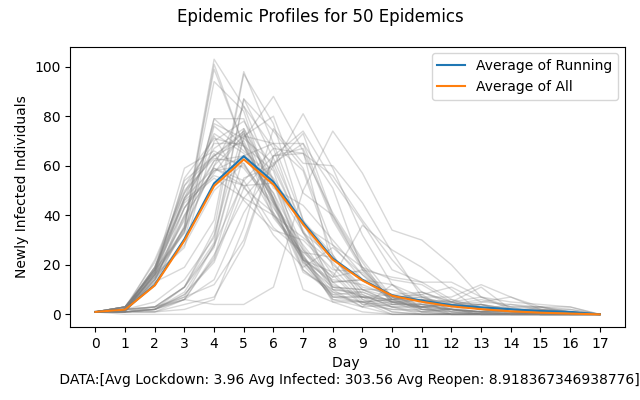 Epidemic Profiles for 50 Epidemics
Average of Running
Average of All
Newly Infected Individuals
100
80
60
40
20
0
0 1 2 3 4 5 6 7 8 9 10 11 12 13 14 15 16 17
Day
DATA:[Avg Lockdown: 3.96 Avg Infected: 303.56 Avg Reopen: 8.918367346938776]